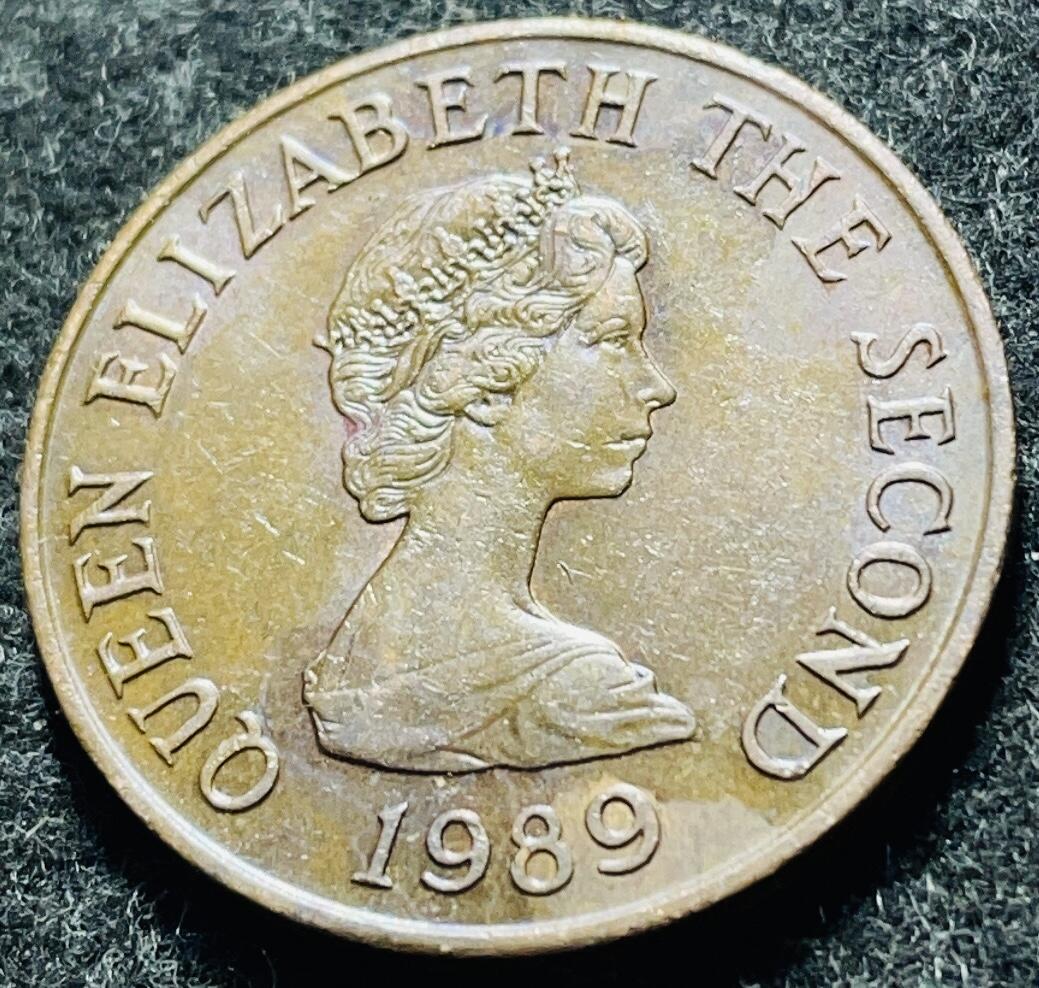 QUEEN ELIZABETH THE SECOND
1989